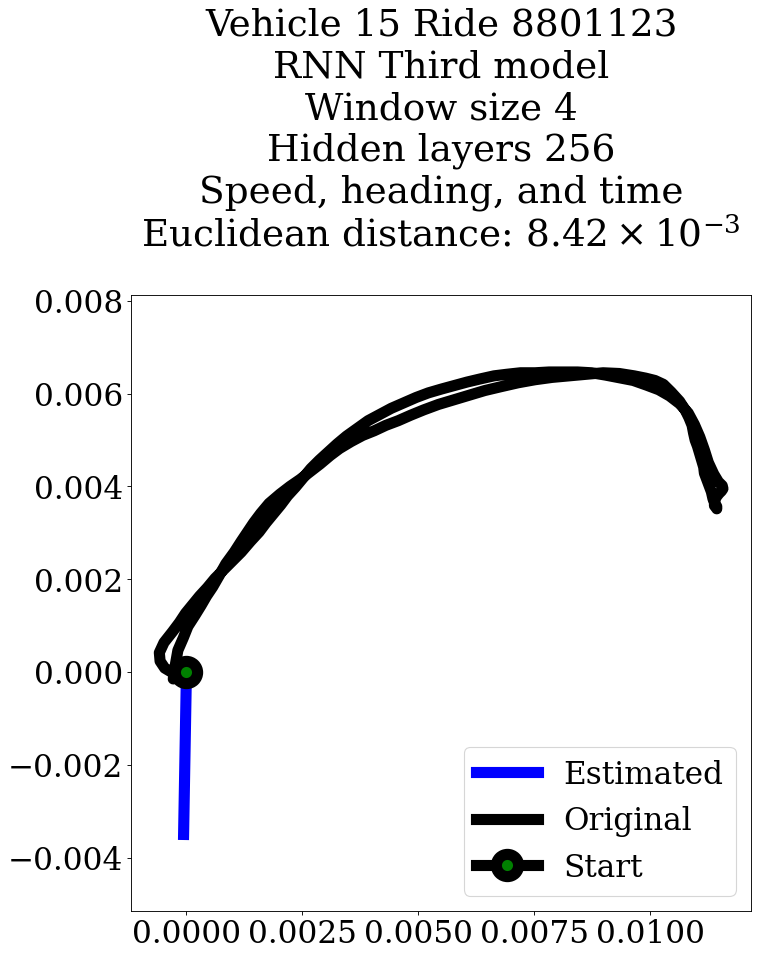 Vehicle 15 Ride 8801123
RNN Third model
Window size 4
Hidden layers 256
Speed, heading, and time
Euclidean distance: 8.42 × 10⁻³
0.008
0.006
0.004
0.002
0.000
−0.002
−0.004
Estimated
Original
Start
0.0000 0.0025 0.0050 0.0075 0.0100